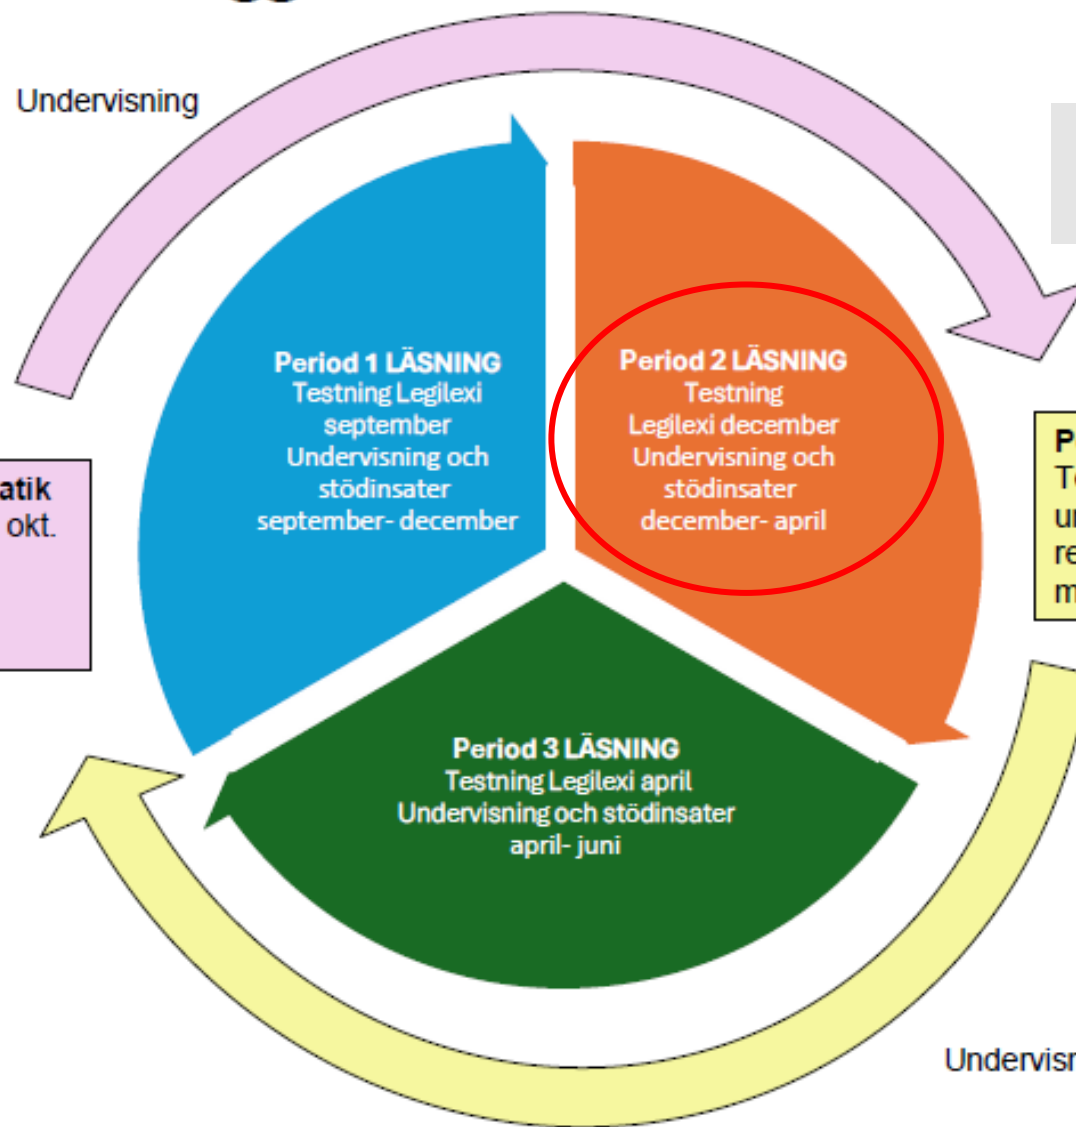 Undervisning
Period 1 LÄSNING
Testning Legilexi
september
Undervisning och
stödinsater
september- december
Period 2 LÄSNING
Testning
Legilexi december
Undervisning och
stödinsater
december- april
atik
okt.
Period 3 LÄSNING
Testning Legilexi april
Undervisning och stödinsater
april- juni